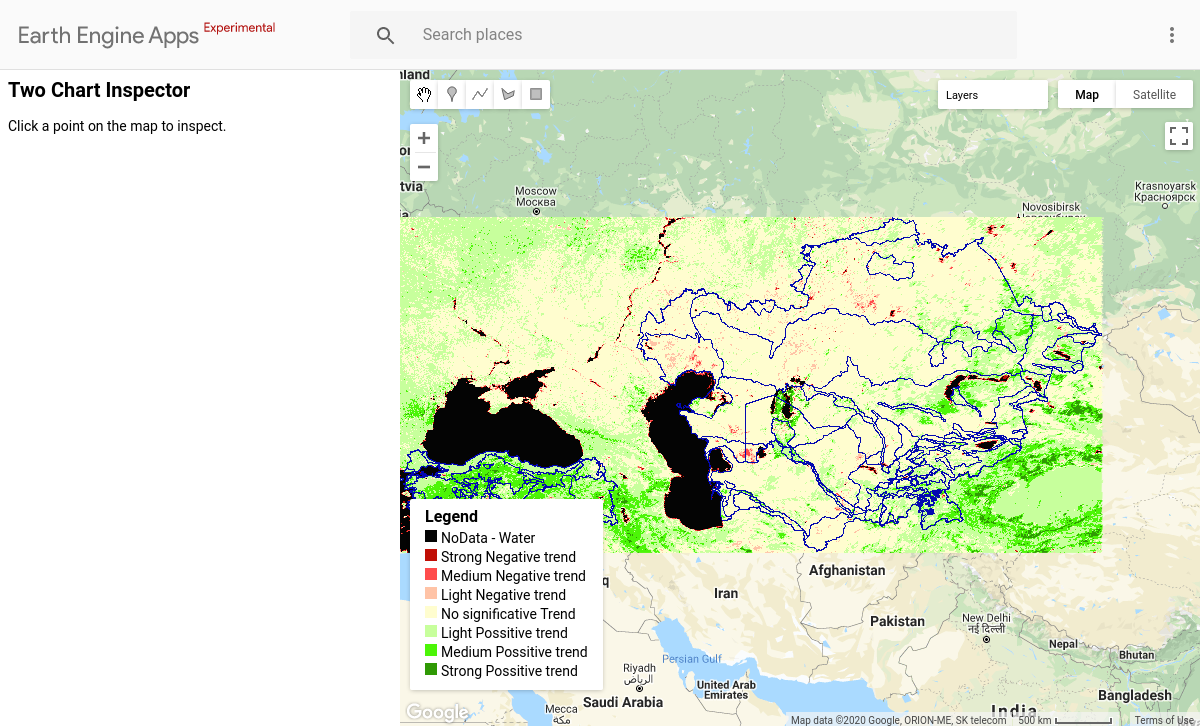 Earth Engine Apps Experimental
Search places
Two Chart Inspector
Click a point on the map to inspect.
nland
Layers
Map
Satellite
tvia
Moscow
Москва
Krasnoyarsk
Красноярск
Novosibirsk
Legend
NoData - Water
Strong Negative trend
Medium Negative trend
Light Negative trend
No significative Trend
Light Possitive trend
Medium Possitive trend
Strong Possitive trend
q
Afghanistan
Iran
Pakistan
New Delhi
नई दिल्ली
Nepal
Bhutan
Persian Gulf
Riyadh
الرياض
United Arab
Emirates
Saudi Arabia
Bangladesh
Mecca
مكة
India
Google
Map data ©2020 Google, ORION-ME, SK telecom
500 km
Terms of Use